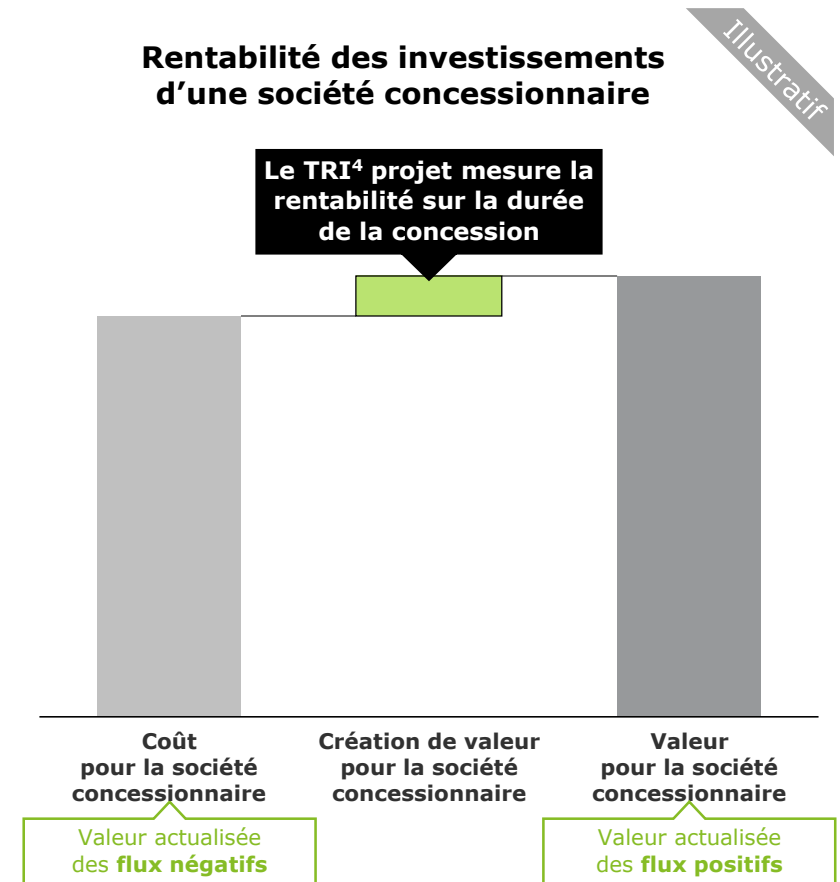 Illustratif
Rentabilité des investissements
d’une société concessionnaire
Le TRI⁴ projet mesure la
rentabilité sur la durée
de la concession
Coût
pour la société
concessionnaire
Création de valeur
pour la société
concessionnaire
Valeur
pour la société
concessionnaire
Valeur actualisée
des flux négatifs
Valeur actualisée
des flux positifs